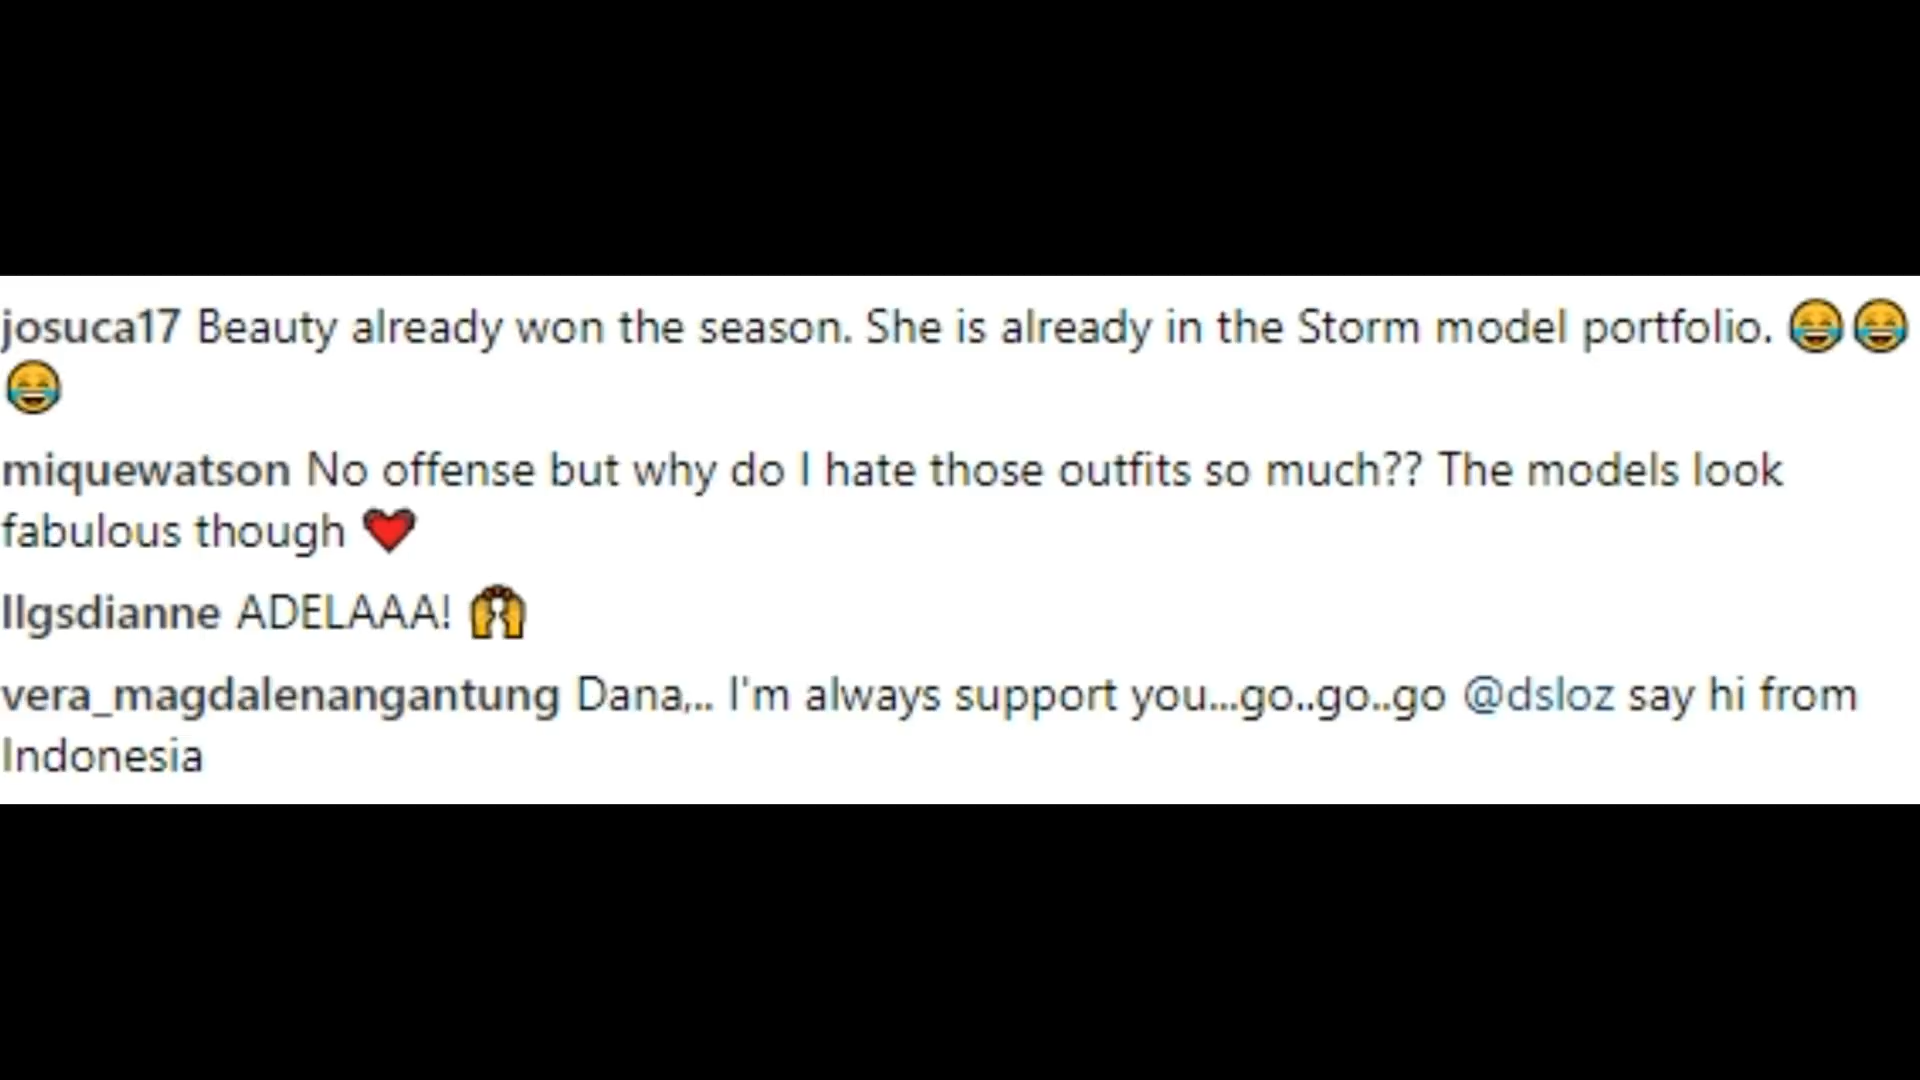 josuca17 Beauty already won the season. She is already in the Storm model portfolio. 😂😂
😂
miquewatson No offense but why do I hate those outfits so much?? The models look
fabulous though ❤️
llgsdianne ADELAAA! 🙌
vera_magdalenangantung Dana,.. I'm always support you...go..go..go @dsloz say hi from
Indonesia